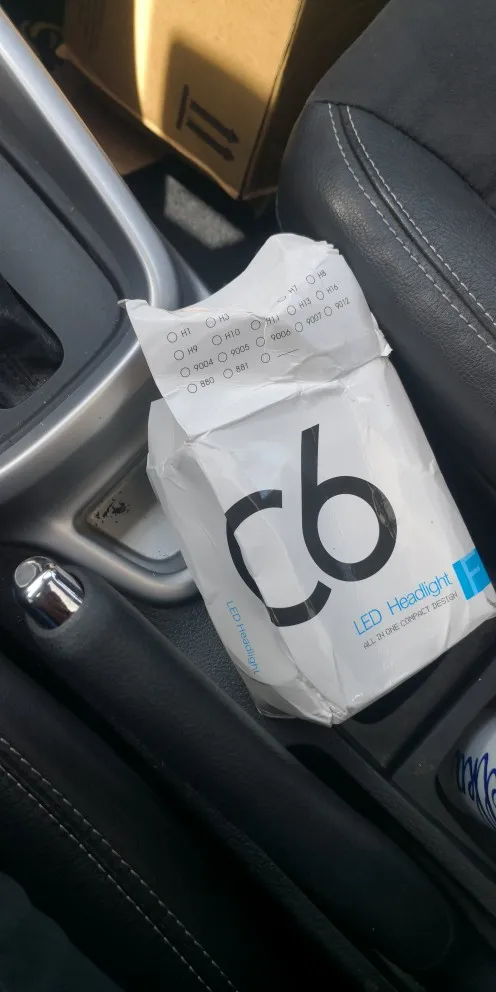 H1 H3 H7 H8
H9 H10 H11 H13 H16
9004 9005 9006 9007 9012
880 881
C6
LED Headlight
ALL IN ONE COMPACT DESIGN
F
LED Headlight